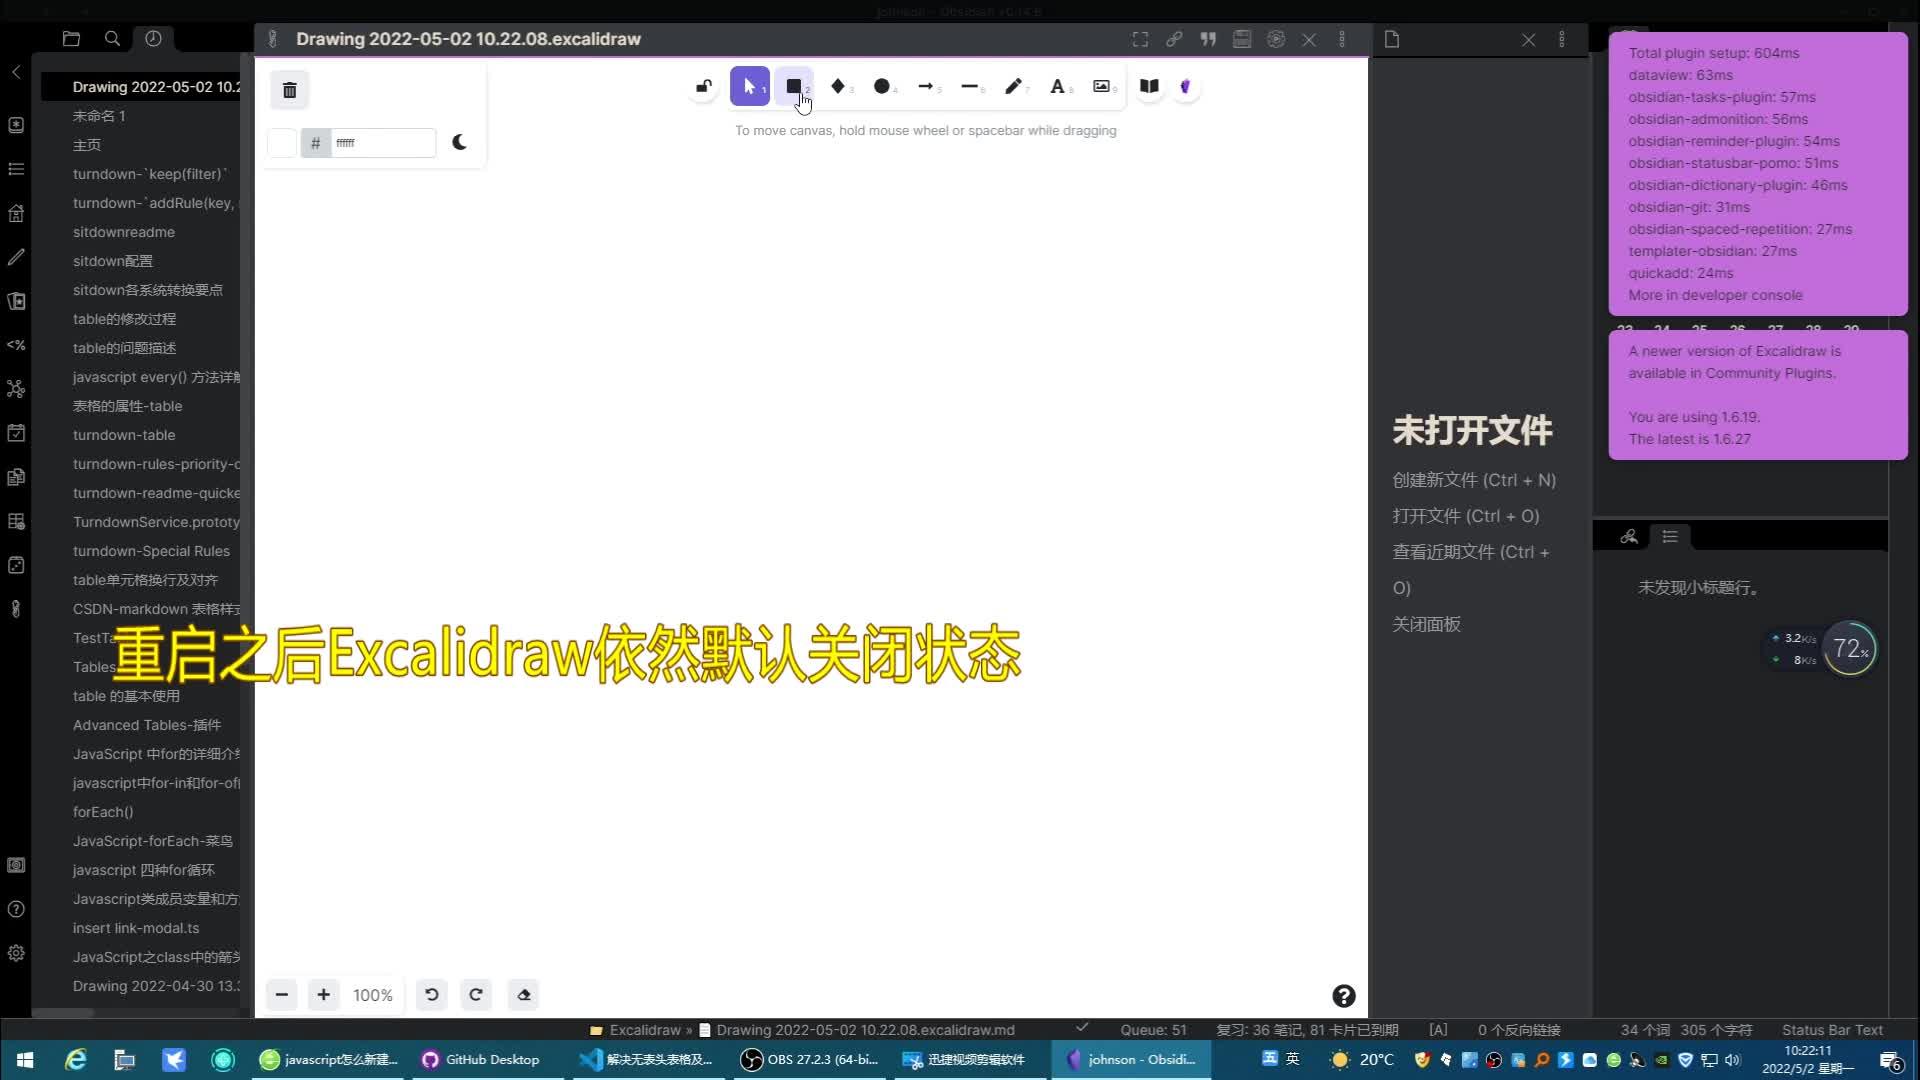 johnson - Obsidian v0.14.6
Drawing 2022-05-02 10.22.08.excalidraw
Drawing 2022-05-02 10.2
未命名 1
主页
turndown-`keep(filter)`
turndown-`addRule(key,
sitdownreadme
sitdown配置
sitdown各系统转换要点
table的修改过程
table的问题描述
javascript every() 方法详解
表格的属性-table
turndown-table
turndown-rules-priority-c
turndown-readme-quicke
TurndownService.prototy
turndown-Special Rules
table单元格换行及对齐
CSDN-markdown 表格样式
TestTa
Tables
table 的基本使用
Advanced Tables-插件
JavaScript 中for的详细介绍
javascript中for-in和for-of
forEach()
JavaScript-forEach-菜鸟
javascript 四种for循环
Javascript类成员变量和方
insert link-modal.ts
JavaScript之class中的箭头
Drawing 2022-04-30 13.
# ffffff
1 2 3 4 5 6 7 A 8 9
To move canvas, hold mouse wheel or spacebar while dragging
重启之后Excalidraw依然默认关闭状态
100%
未打开文件
创建新文件 (Ctrl + N)
打开文件 (Ctrl + O)
查看近期文件 (Ctrl +
O)
关闭面板
Total plugin setup: 604ms
dataview: 63ms
obsidian-tasks-plugin: 57ms
obsidian-admonition: 56ms
obsidian-reminder-plugin: 54ms
obsidian-statusbar-pomo: 51ms
obsidian-dictionary-plugin: 46ms
obsidian-git: 31ms
obsidian-spaced-repetition: 27ms
templater-obsidian: 27ms
quickadd: 24ms
More in developer console
23 24 25 26 27 28 29
A newer version of Excalidraw is
available in Community Plugins.
You are using 1.6.19.
The latest is 1.6.27
未发现小标题行。
3.2K/s
8K/s
72%
Excalidraw » Drawing 2022-05-02 10.22.08.excalidraw.md
Queue: 51
复习: 36 笔记, 81 卡片已到期
[A]
0 个反向链接
34 个词 305 个字符
Status Bar Text
javascript怎么新建...
GitHub Desktop
解决无表头表格及...
OBS 27.2.3 (64-bi...
迅捷视频剪辑软件
johnson - Obsidi...
五 英
20°C
10:22:11
2022/5/2 星期一
6